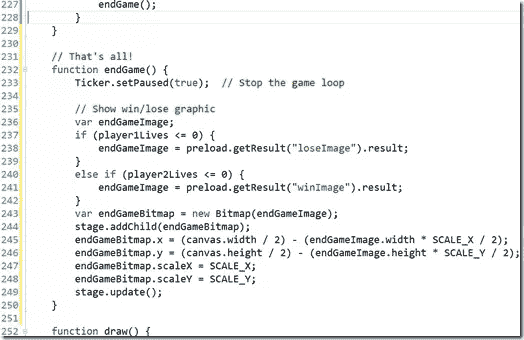 227 endGame();
228 }
229 }
230
231 // That's all!
232 function endGame() {
233 Ticker.setPaused(true);  // Stop the game loop
234
235 // Show win/lose graphic
236 var endGameImage;
237 if (player1Lives <= 0) {
238 endGameImage = preload.getResult("loseImage").result;
239 }
240 else if (player2Lives <= 0) {
241 endGameImage = preload.getResult("winImage").result;
242 }
243 var endGameBitmap = new Bitmap(endGameImage);
244 stage.addChild(endGameBitmap);
245 endGameBitmap.x = (canvas.width / 2) - (endGameImage.width * SCALE_X / 2);
246 endGameBitmap.y = (canvas.height / 2) - (endGameImage.height * SCALE_Y / 2);
247 endGameBitmap.scaleX = SCALE_X;
248 endGameBitmap.scaleY = SCALE_Y;
249 stage.update();
250 }
251
252 function draw() {